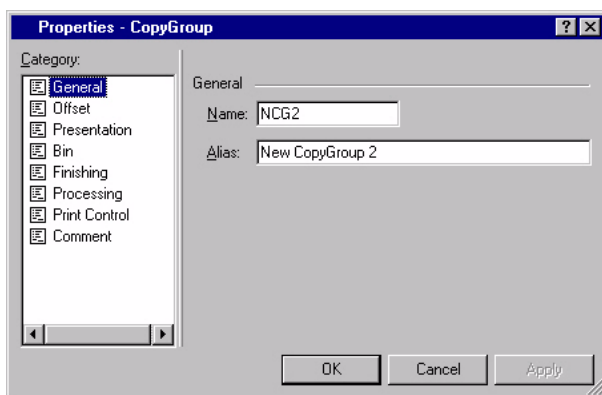 Properties - CopyGroup
Category:
General
Offset
Presentation
Bin
Finishing
Processing
Print Control
Comment
General
Name: NCG2
Alias: New CopyGroup 2
OK Cancel Apply